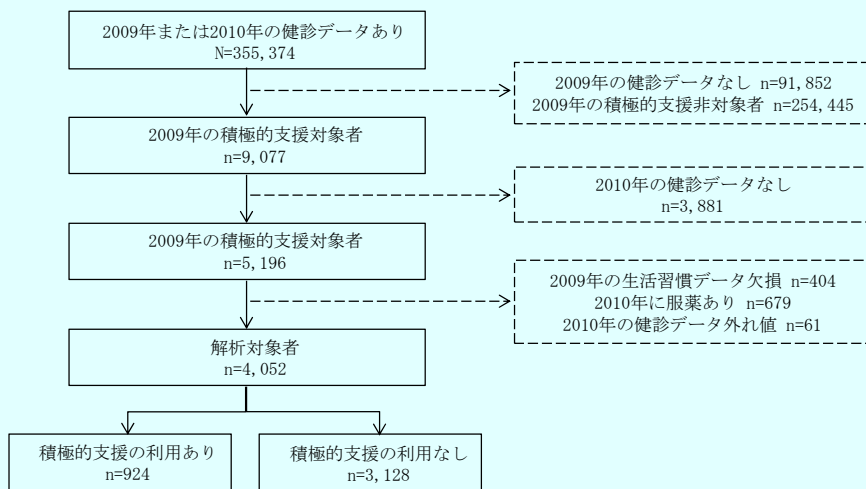 2009年または2010年の健診データあり
N=355,374
2009年の健診データなし n=91,852
2009年の積極的支援非対象者 n=254,445
2009年の積極的支援対象者
n=9,077
2010年の健診データなし
n=3,881
2009年の積極的支援対象者
n=5,196
2009年の生活習慣データ欠損 n=404
2010年に服薬あり n=679
2010年の健診データ外れ値 n=61
解析対象者
n=4,052
積極的支援の利用あり
n=924
積極的支援の利用なし
n=3,128